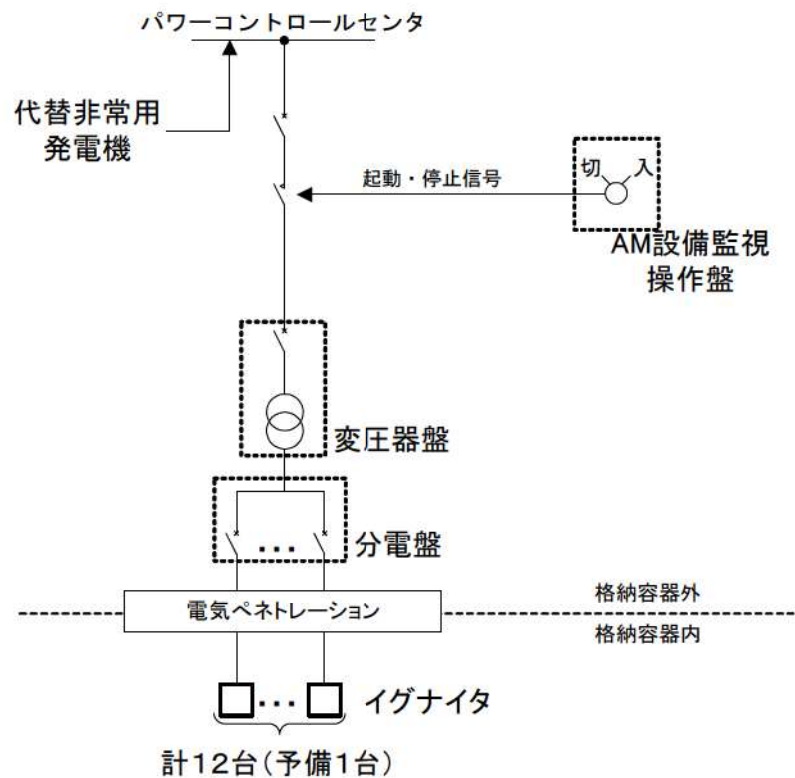 パワーコントロールセンタ
代替非常用
発電機
切 入
起動・停止信号
AM設備監視
操作盤
変圧器盤
分電盤
・・・
電気ペネトレーション
格納容器外
格納容器内
・・・
イグナイタ
計12台(予備1台)